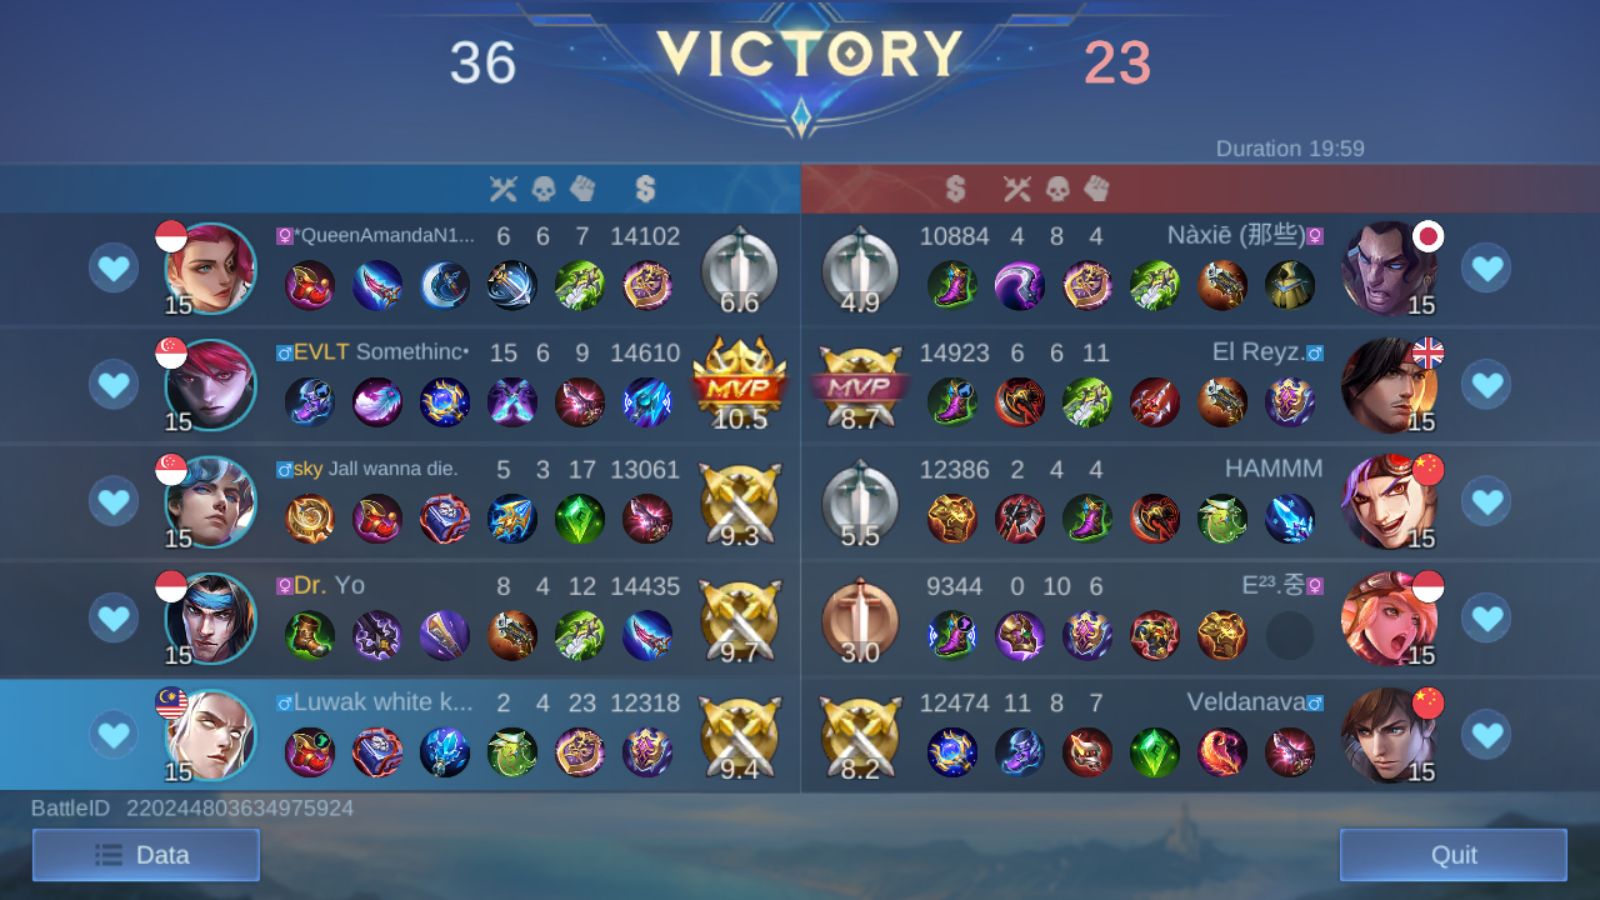 36 VICTORY 23
Duration 19:59
*QueenAmandaN1... 6 6 7 14102 6.6 15
4.9 10884 4 8 4 Nàxiē (那些) 15
EVLT Somethinc• 15 6 9 14610 MVP 10.5 15
MVP 8.7 14923 6 6 11 El Reyz. 15
sky Jall wanna die. 5 3 17 13061 9.3 15
5.5 12386 2 4 4 HAMMM 15
Dr. Yo 8 4 12 14435 9.7 15
3.0 9344 0 10 6 E²³.중 15
Luwak white k... 2 4 23 12318 9.4 15
8.2 12474 11 8 7 Veldanava 15
BattleID 220244803634975924
Data
Quit